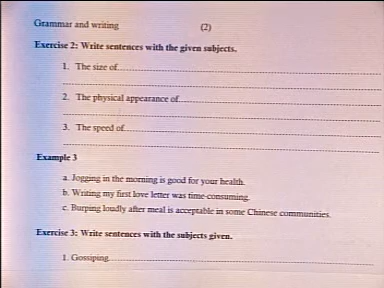 Grammar and writing (2)
Exercise 2: Write sentences with the given subjects.
1. The size of
2. The physical appearance of
3. The speed of
Example 3
a. Jogging in the morning is good for your health.
b. Writing my first love letter was time-consuming.
c. Burping loudly after meal is acceptable in some Chinese communities.
Exercise 3: Write sentences with the subjects given.
1. Gossiping